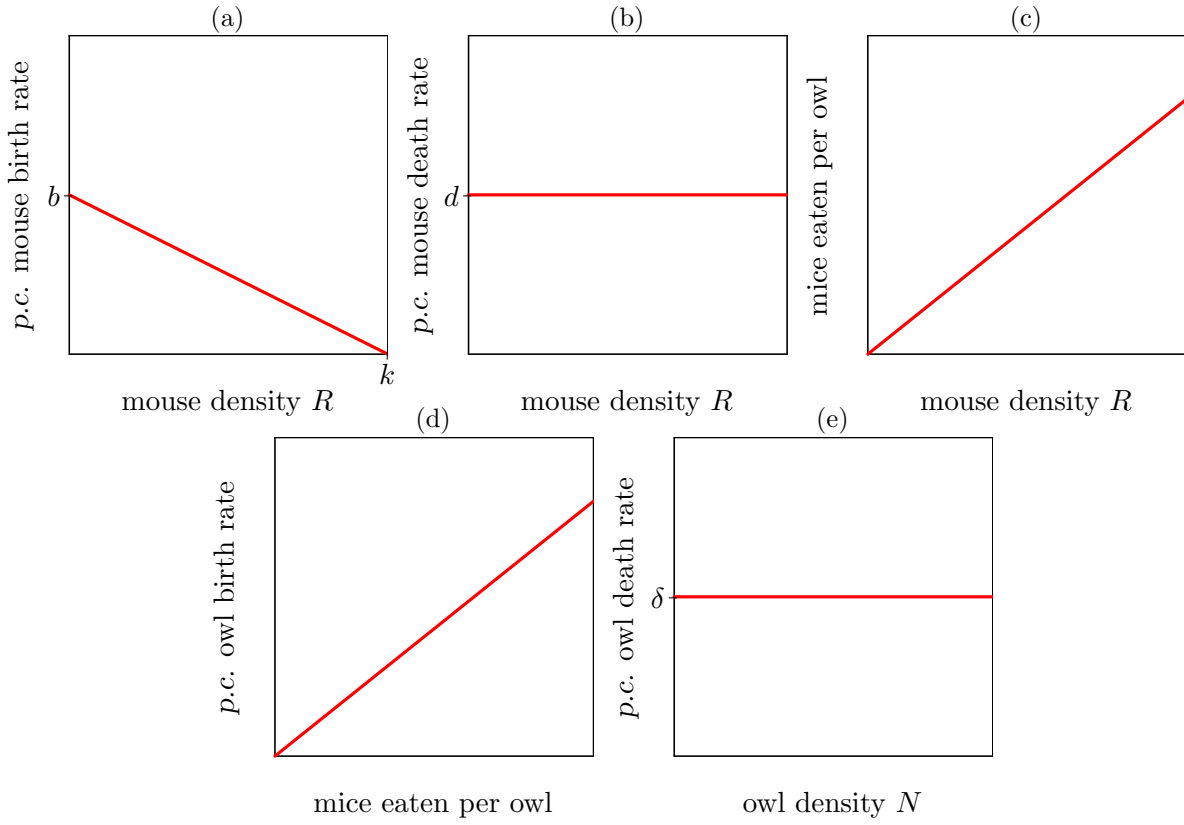 (a)
p.c. mouse birth rate
b
k
mouse density R
(b)
p.c. mouse death rate
d
mouse density R
(c)
mice eaten per owl
mouse density R
(d)
p.c. owl birth rate
mice eaten per owl
(e)
p.c. owl death rate
δ
owl density N